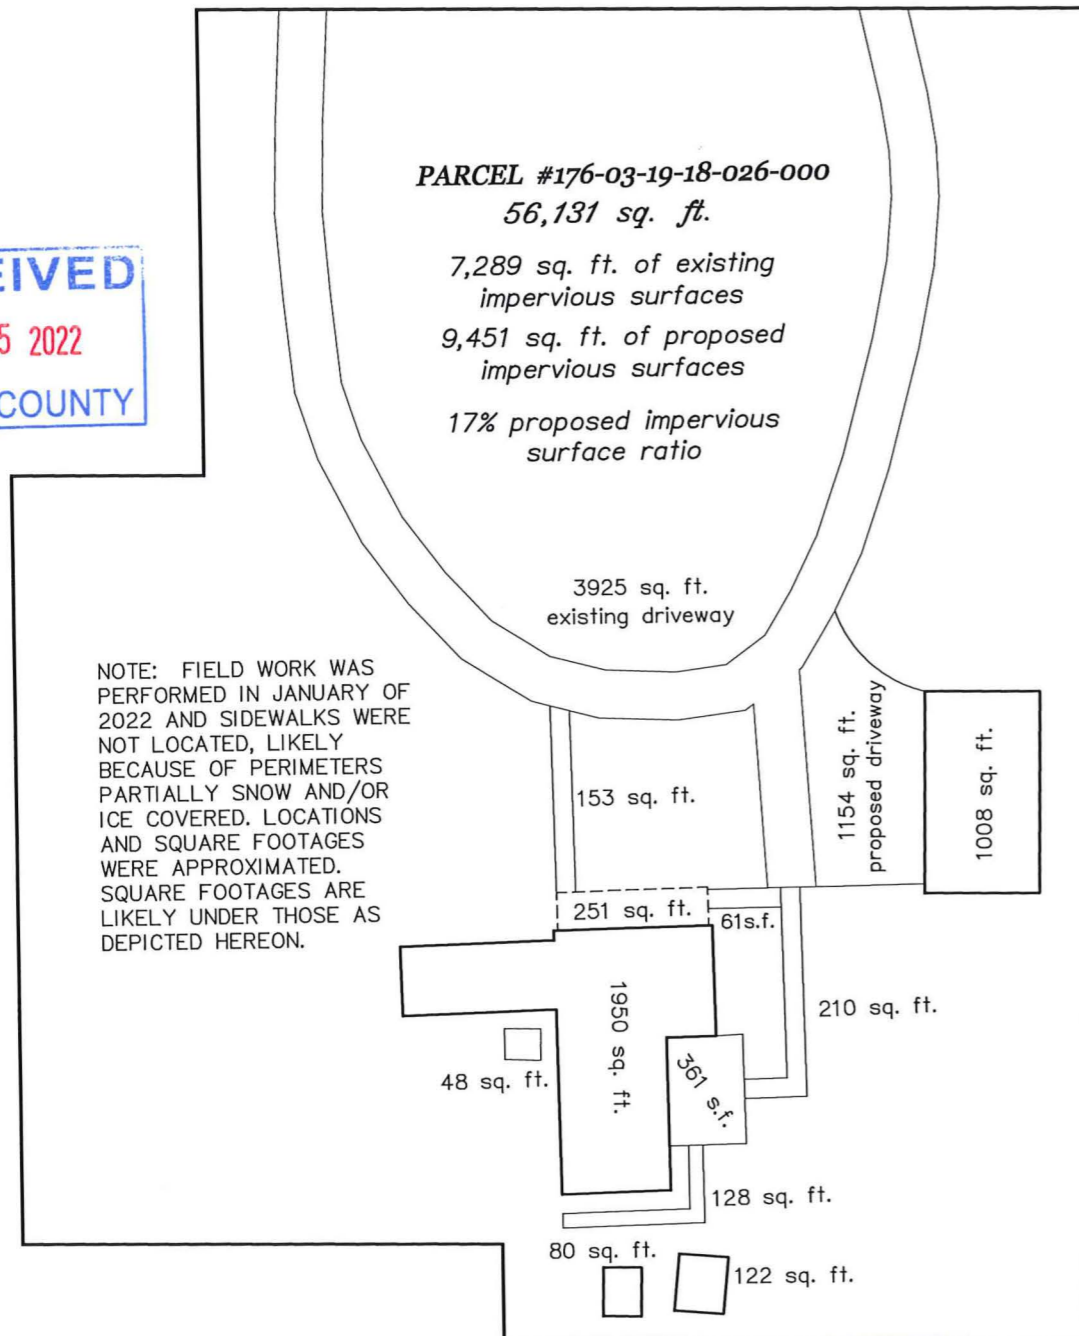 PARCEL #176-03-19-18-026-000
56,131 sq. ft.
7,289 sq. ft. of existing
impervious surfaces
9,451 sq. ft. of proposed
impervious surfaces
17% proposed impervious
surface ratio
EIVED
5 2022
COUNTY
3925 sq. ft.
existing driveway
NOTE: FIELD WORK WAS
PERFORMED IN JANUARY OF
2022 AND SIDEWALKS WERE
NOT LOCATED, LIKELY
BECAUSE OF PERIMETERS
PARTIALLY SNOW AND/OR
ICE COVERED. LOCATIONS
AND SQUARE FOOTAGES
WERE APPROXIMATED.
SQUARE FOOTAGES ARE
LIKELY UNDER THOSE AS
DEPICTED HEREON.
153 sq. ft.
1154 sq. ft.
proposed driveway
1008 sq. ft.
251 sq. ft.
61s.f.
210 sq. ft.
1950 sq. ft.
361 s.f.
48 sq. ft.
128 sq. ft.
80 sq. ft.
122 sq. ft.